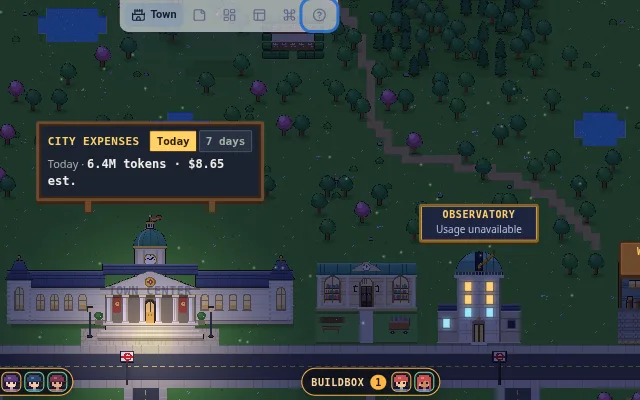 Town
CITY EXPENSES Today 7 days
Today · 6.4M tokens · $8.65
est.
OBSERVATORY
Usage unavailable
TOWN CENTER
BUILDBOX 1